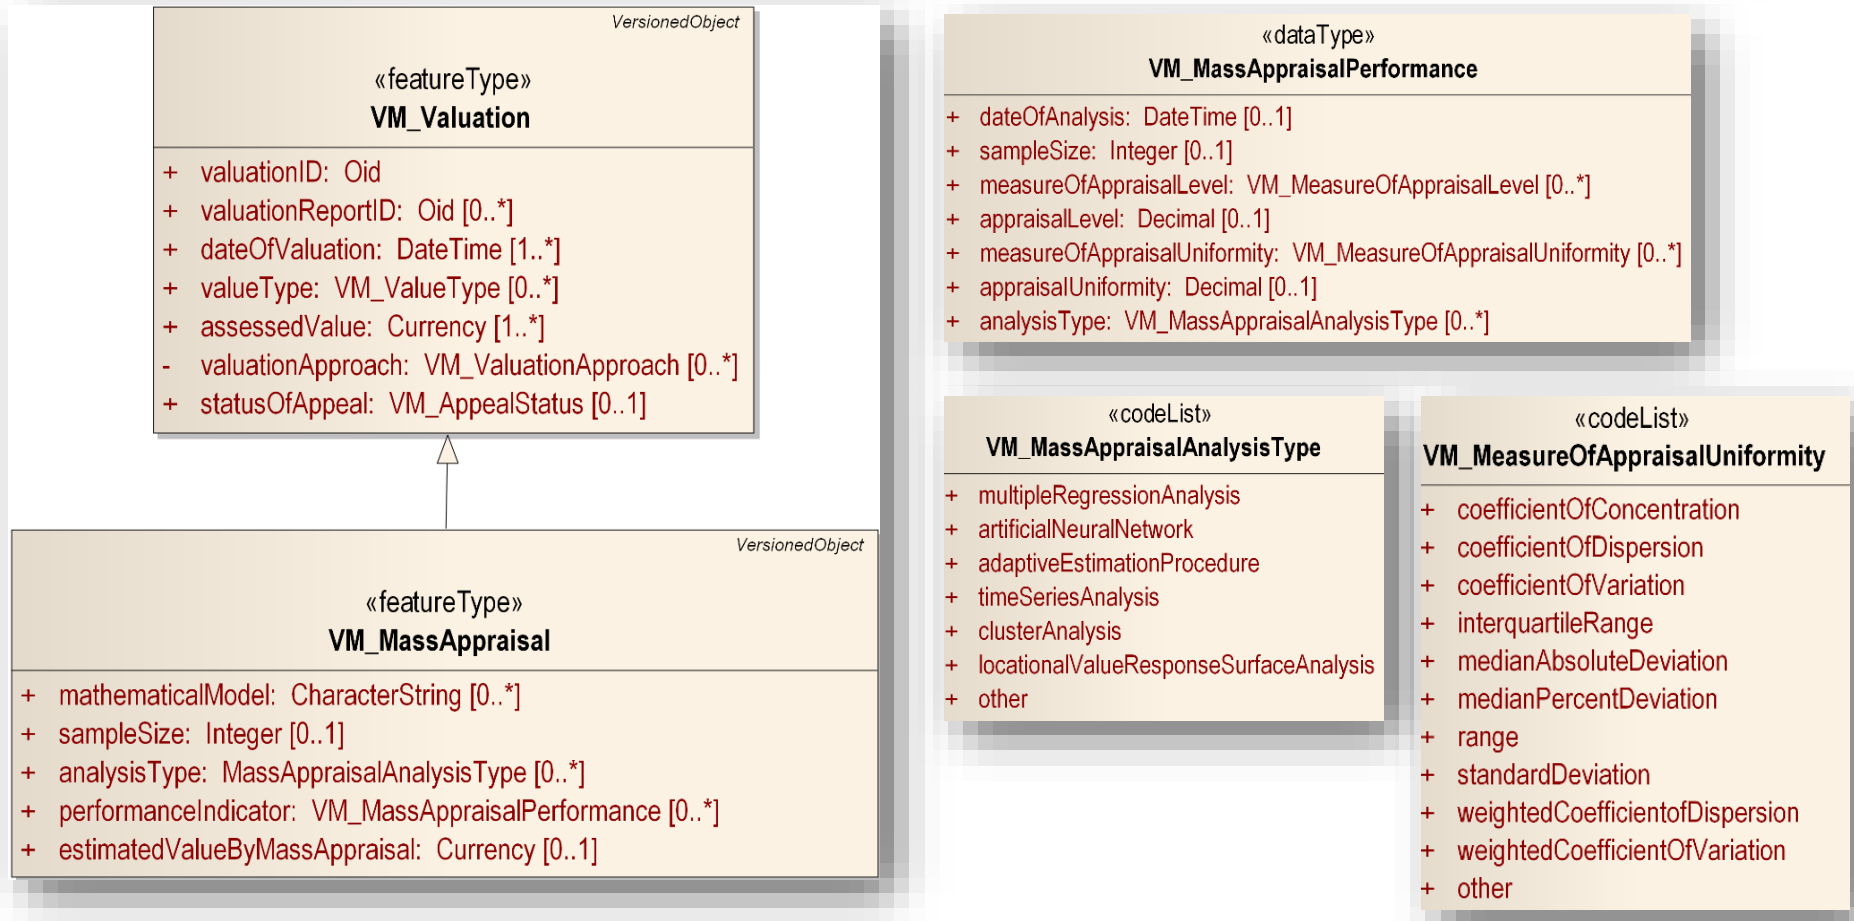 VersionedObject
«featureType»
VM_Valuation
+ valuationID: Oid
+ valuationReportID: Oid [0..*]
+ dateOfValuation: DateTime [1..*]
+ valueType: VM_ValueType [0..*]
+ assessedValue: Currency [1..*]
- valuationApproach: VM_ValuationApproach [0..*]
+ statusOfAppeal: VM_AppealStatus [0..1]
VersionedObject
«featureType»
VM_MassAppraisal
+ mathematicalModel: CharacterString [0..*]
+ sampleSize: Integer [0..1]
+ analysisType: MassAppraisalAnalysisType [0..*]
+ performanceIndicator: VM_MassAppraisalPerformance [0..*]
+ estimatedValueByMassAppraisal: Currency [0..1]
«dataType»
VM_MassAppraisalPerformance
+ dateOfAnalysis: DateTime [0..1]
+ sampleSize: Integer [0..1]
+ measureOfAppraisalLevel: VM_MeasureOfAppraisalLevel [0..*]
+ appraisalLevel: Decimal [0..1]
+ measureOfAppraisalUniformity: VM_MeasureOfAppraisalUniformity [0..*]
+ appraisalUniformity: Decimal [0..1]
+ analysisType: VM_MassAppraisalAnalysisType [0..*]
«codeList»
VM_MassAppraisalAnalysisType
+ multipleRegressionAnalysis
+ artificialNeuralNetwork
+ adaptiveEstimationProcedure
+ timeSeriesAnalysis
+ clusterAnalysis
+ locationalValueResponseSurfaceAnalysis
+ other
«codeList»
VM_MeasureOfAppraisalUniformity
+ coefficientOfConcentration
+ coefficientOfDispersion
+ coefficientOfVariation
+ interquartileRange
+ medianAbsoluteDeviation
+ medianPercentDeviation
+ range
+ standardDeviation
+ weightedCoefficientofDispersion
+ weightedCoefficientOfVariation
+ other